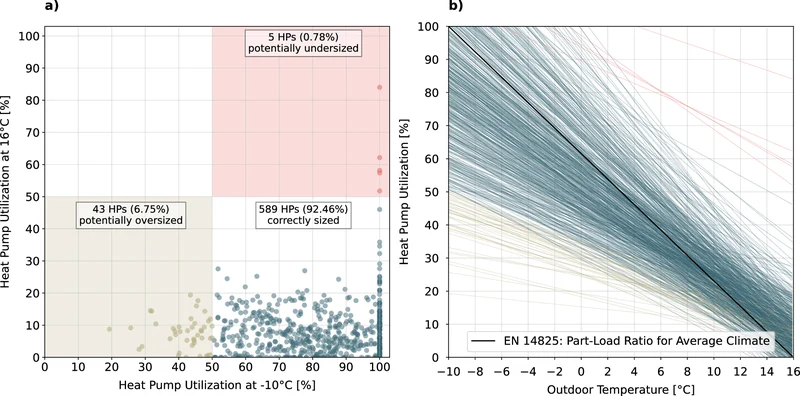 a)
5 HPs (0.78%)
potentially undersized
43 HPs (6.75%)
potentially oversized
589 HPs (92.46%)
correctly sized
Heat Pump Utilization at 16°C [%]
100
90
80
70
60
50
40
30
20
10
0
0 10 20 30 40 50 60 70 80 90 100
Heat Pump Utilization at -10°C [%]
b)
Heat Pump Utilization [%]
100
90
80
70
60
50
40
30
20
10
0
EN 14825: Part-Load Ratio for Average Climate
−10 −8 −6 −4 −2 0 2 4 6 8 10 12 14 16
Outdoor Temperature [°C]